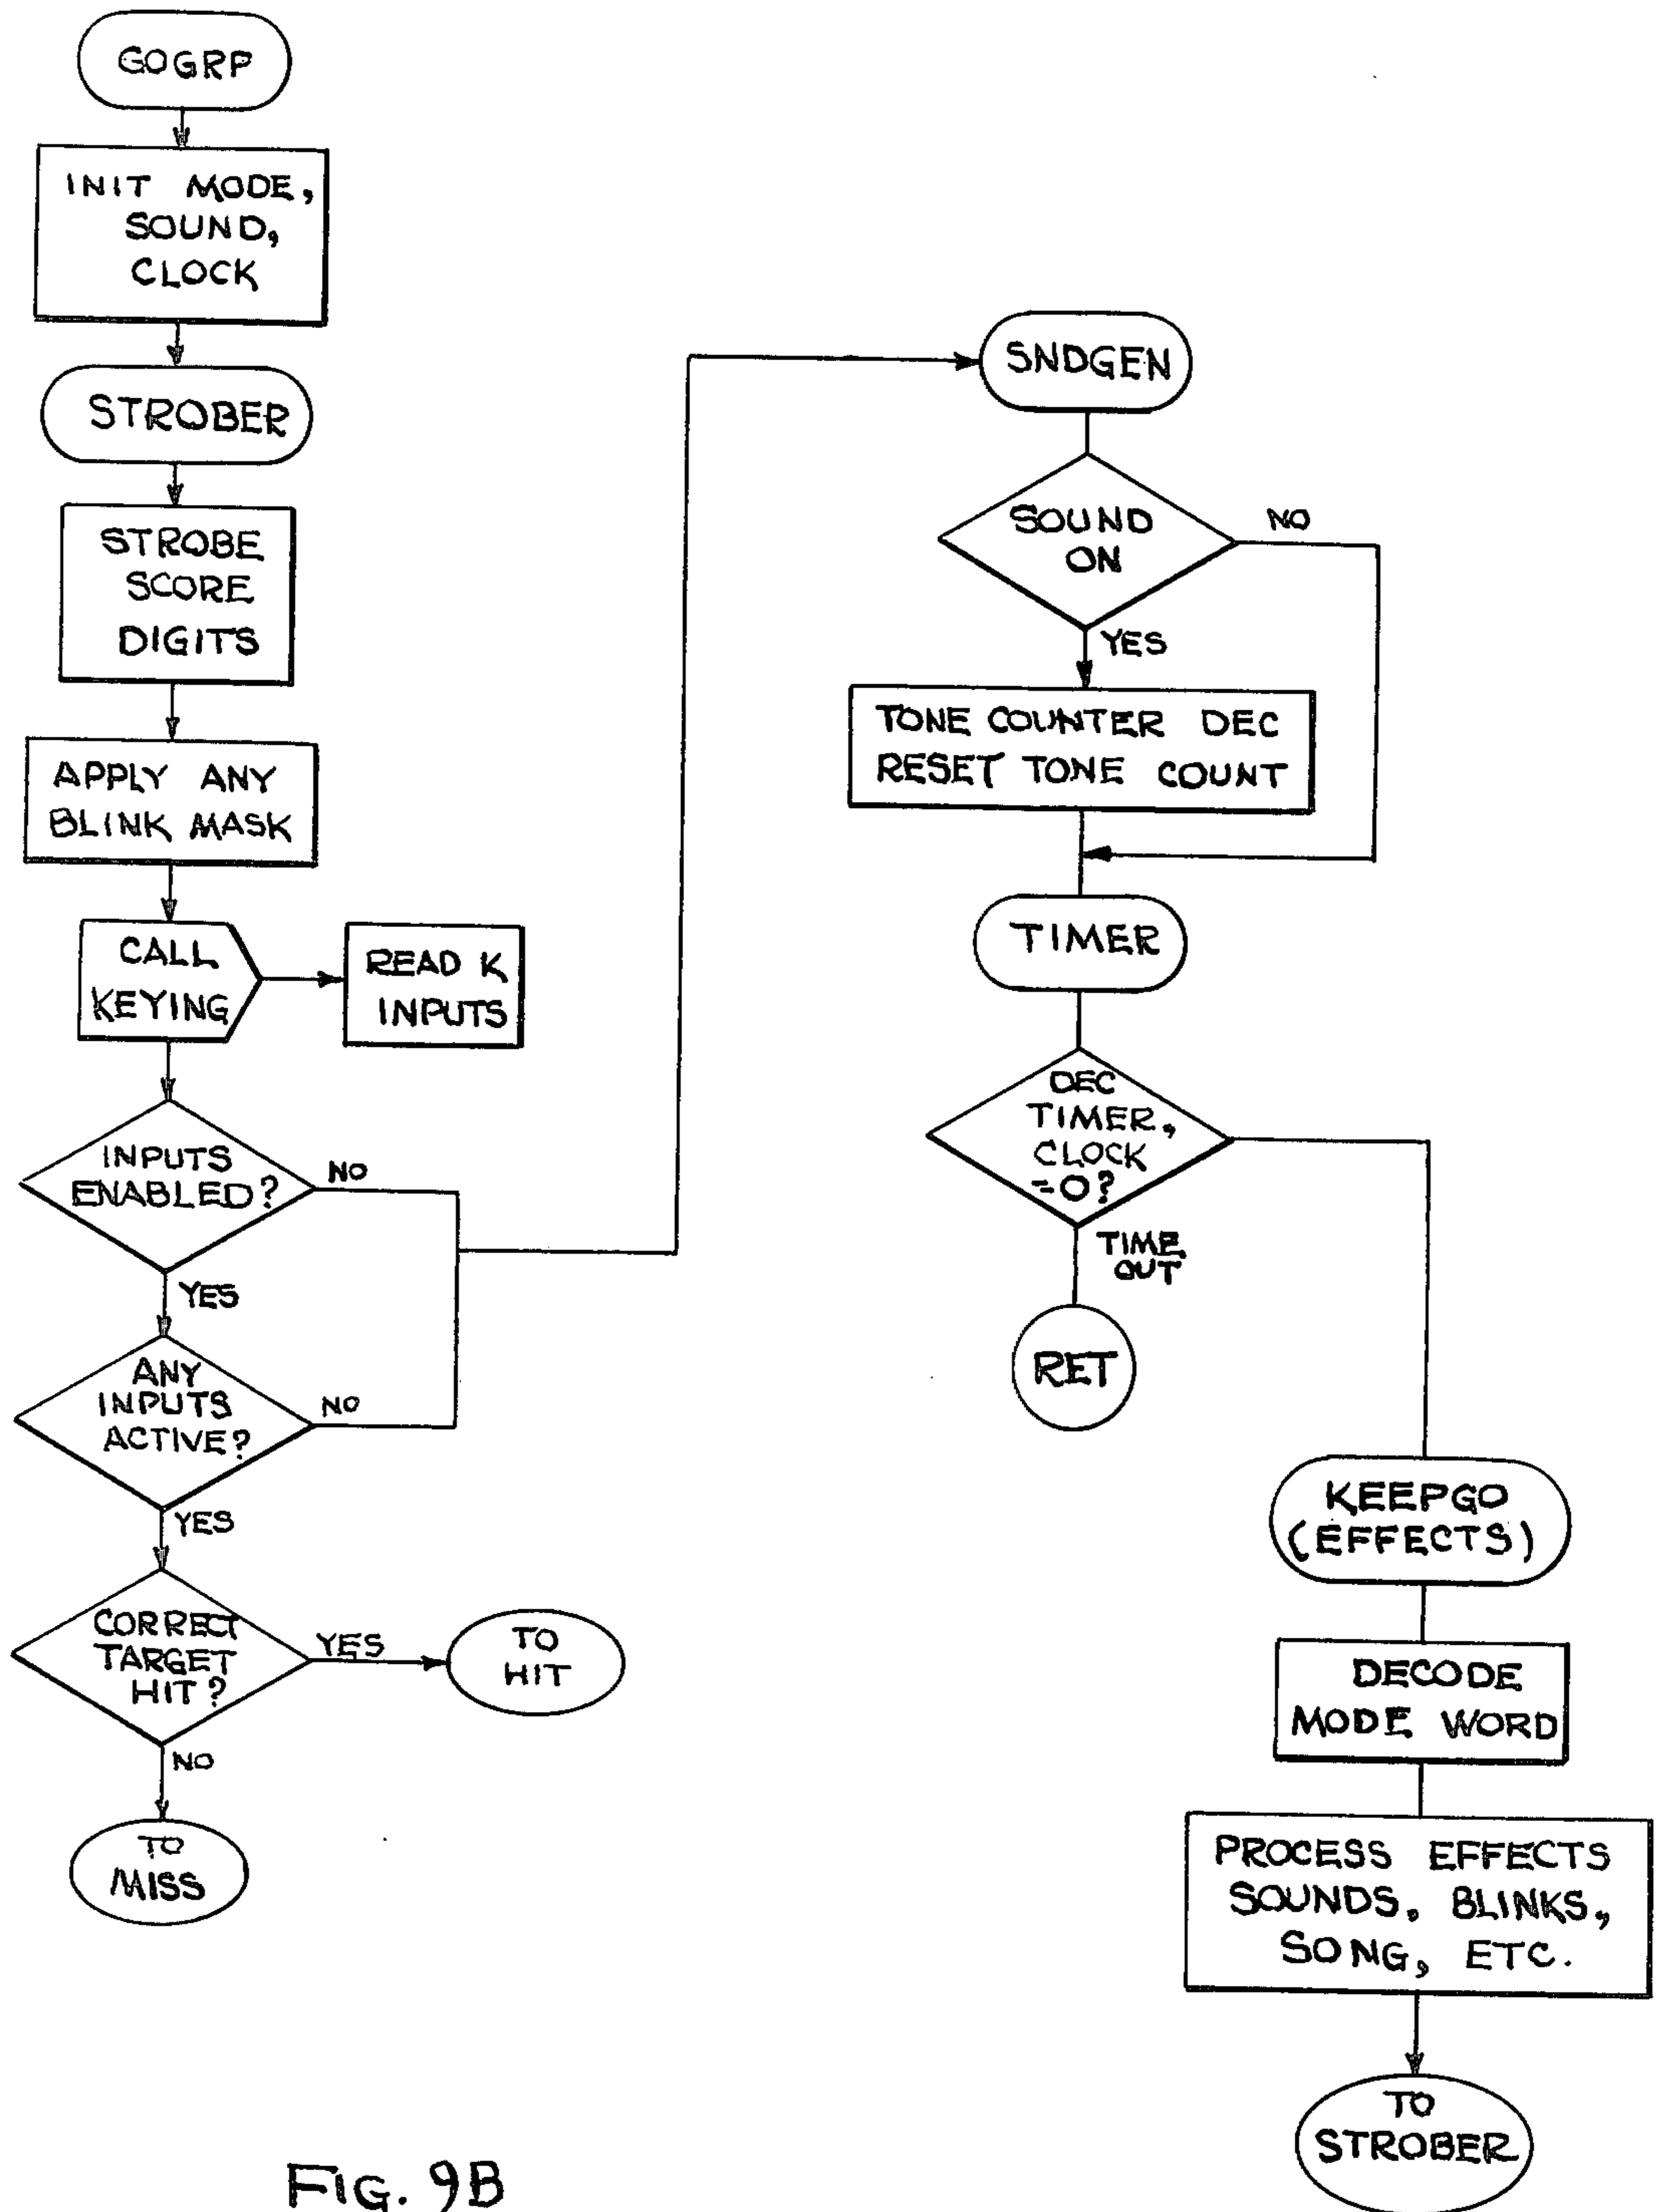 GOGRP
INIT MODE,
SOUND,
CLOCK
STROBER
STROBE
SCORE
DIGITS
APPLY ANY
BLINK MASK
CALL
KEYING
READ K
INPUTS
INPUTS
ENABLED?
NO
YES
ANY
INPUTS
ACTIVE?
NO
YES
CORRECT
TARGET
HIT?
YES
TO
HIT
NO
TO
MISS
SNDGEN
SOUND
ON
NO
YES
TONE COUNTER DEC
RESET TONE COUNT
TIMER
DEC
TIMER,
CLOCK
=0?
TIME
OUT
RET
KEEPGO
(EFFECTS)
DECODE
MODE WORD
PROCESS EFFECTS
SOUNDS. BLINKS,
SONG, ETC.
TO
STROBER
FIG. 9B